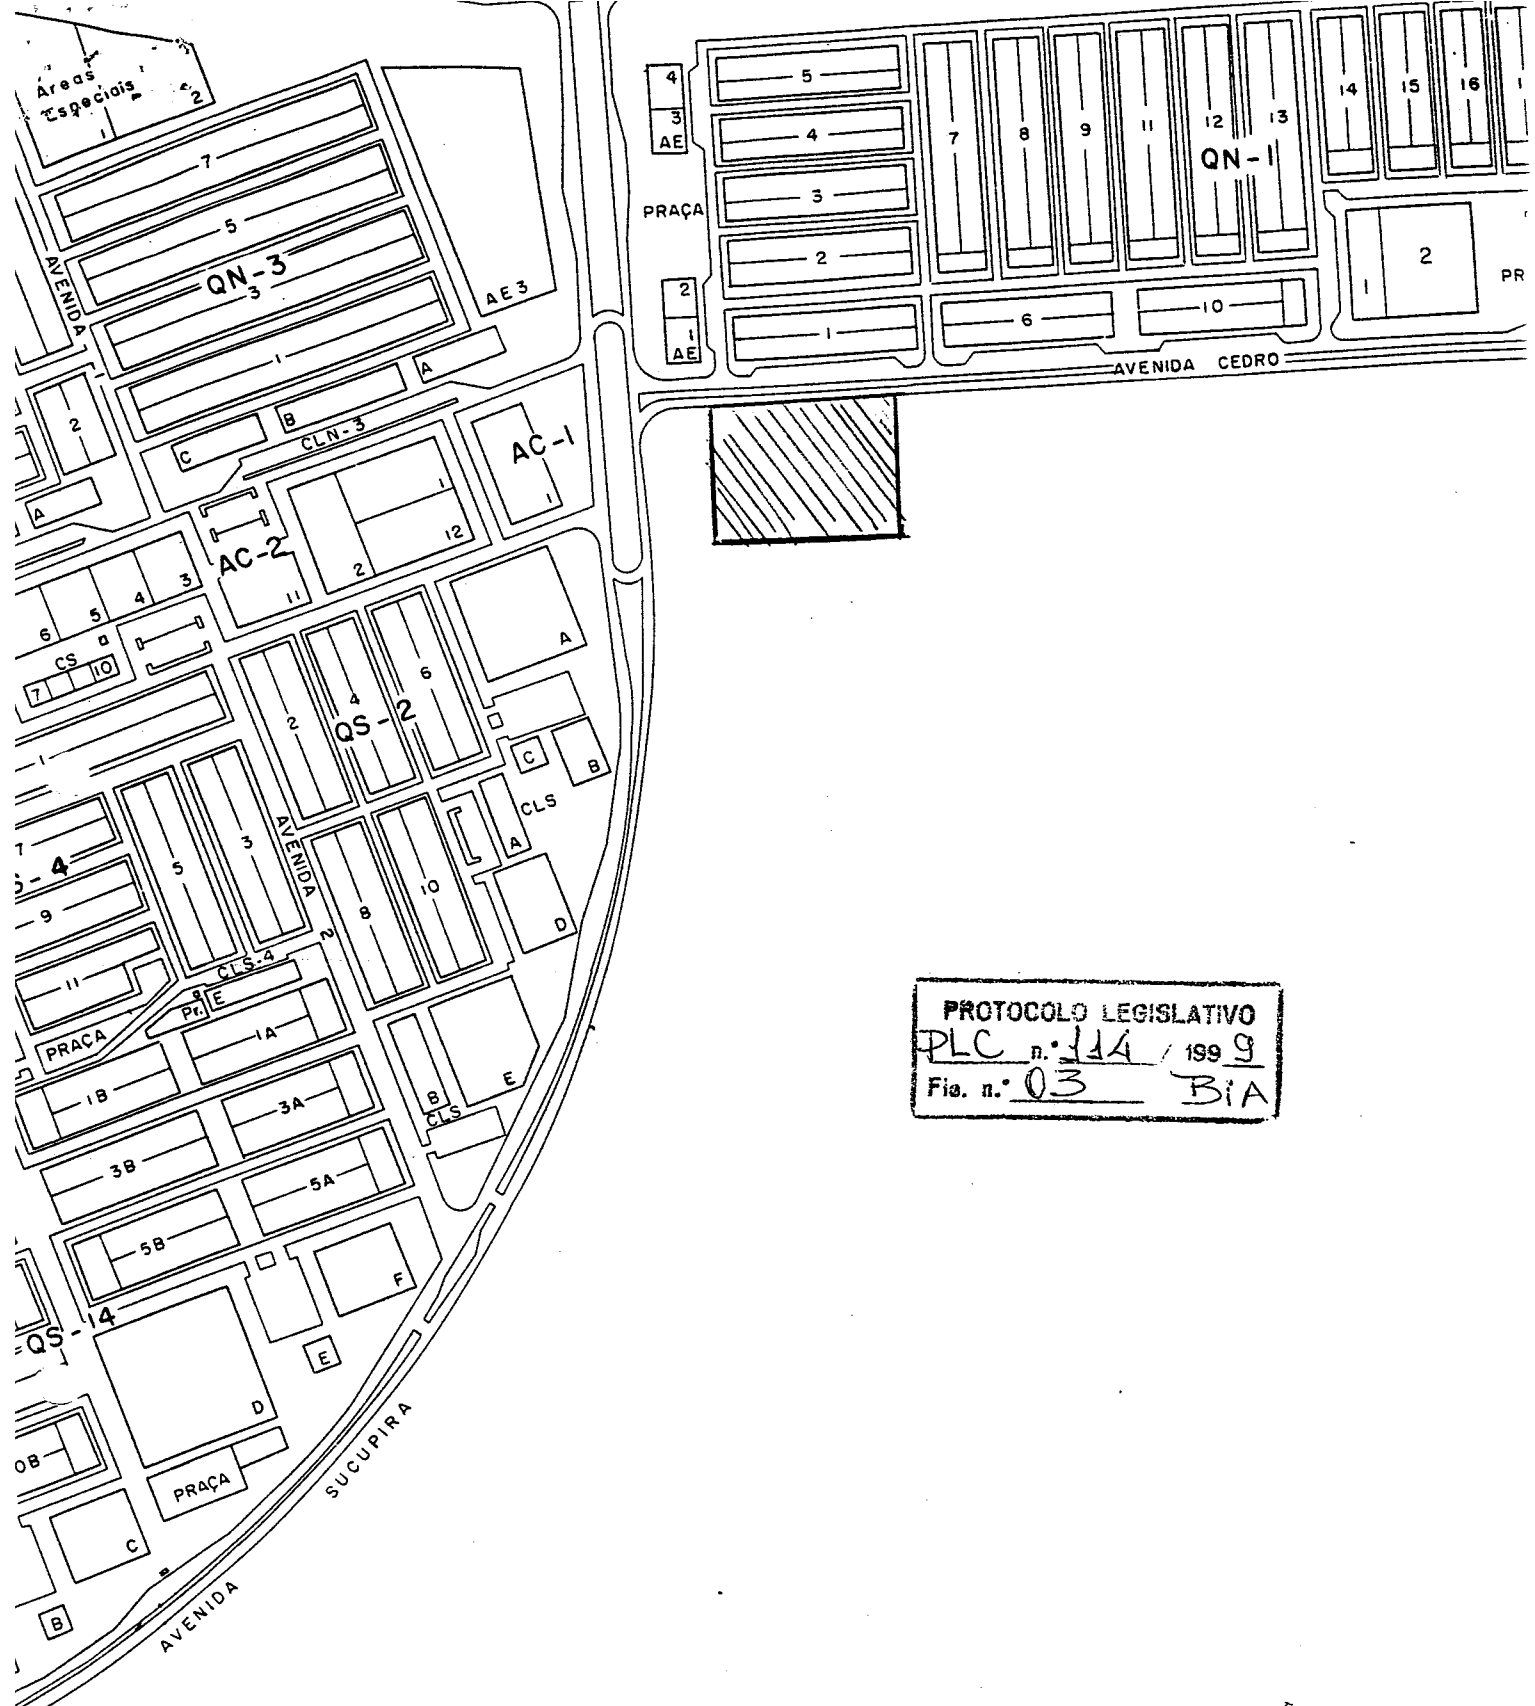 Áreas
Especiais
2
1
7
5
QN-3
3
1
AE3
AVENIDA
1
2
A
B
C
A
CLN-3
AC-1
1
1
12
2
AC-2
11
3
4
5
6
CS
7
10
4
3
AE
PRAÇA
2
1
AE
5
4
3
2
1
7
8
9
11
12
13
QN-1
14
15
16
6
10
1
2
PR
AVENIDA CEDRO
A
2
4
6
QS-2
C
B
CLS
A
1
7
S-4
9
11
5
3
AVENIDA
2
8
10
D
CLS-4
E
Pr.
PRAÇA
1A
1B
3A
3B
5A
5B
B
CLS
E
F
E
QS-14
D
0B
PRAÇA
C
B
AVENIDA SUCUPIRA
PROTOCOLO LEGISLATIVO
PLC n.º 114 / 1999
Fls. n.º 03 BiA